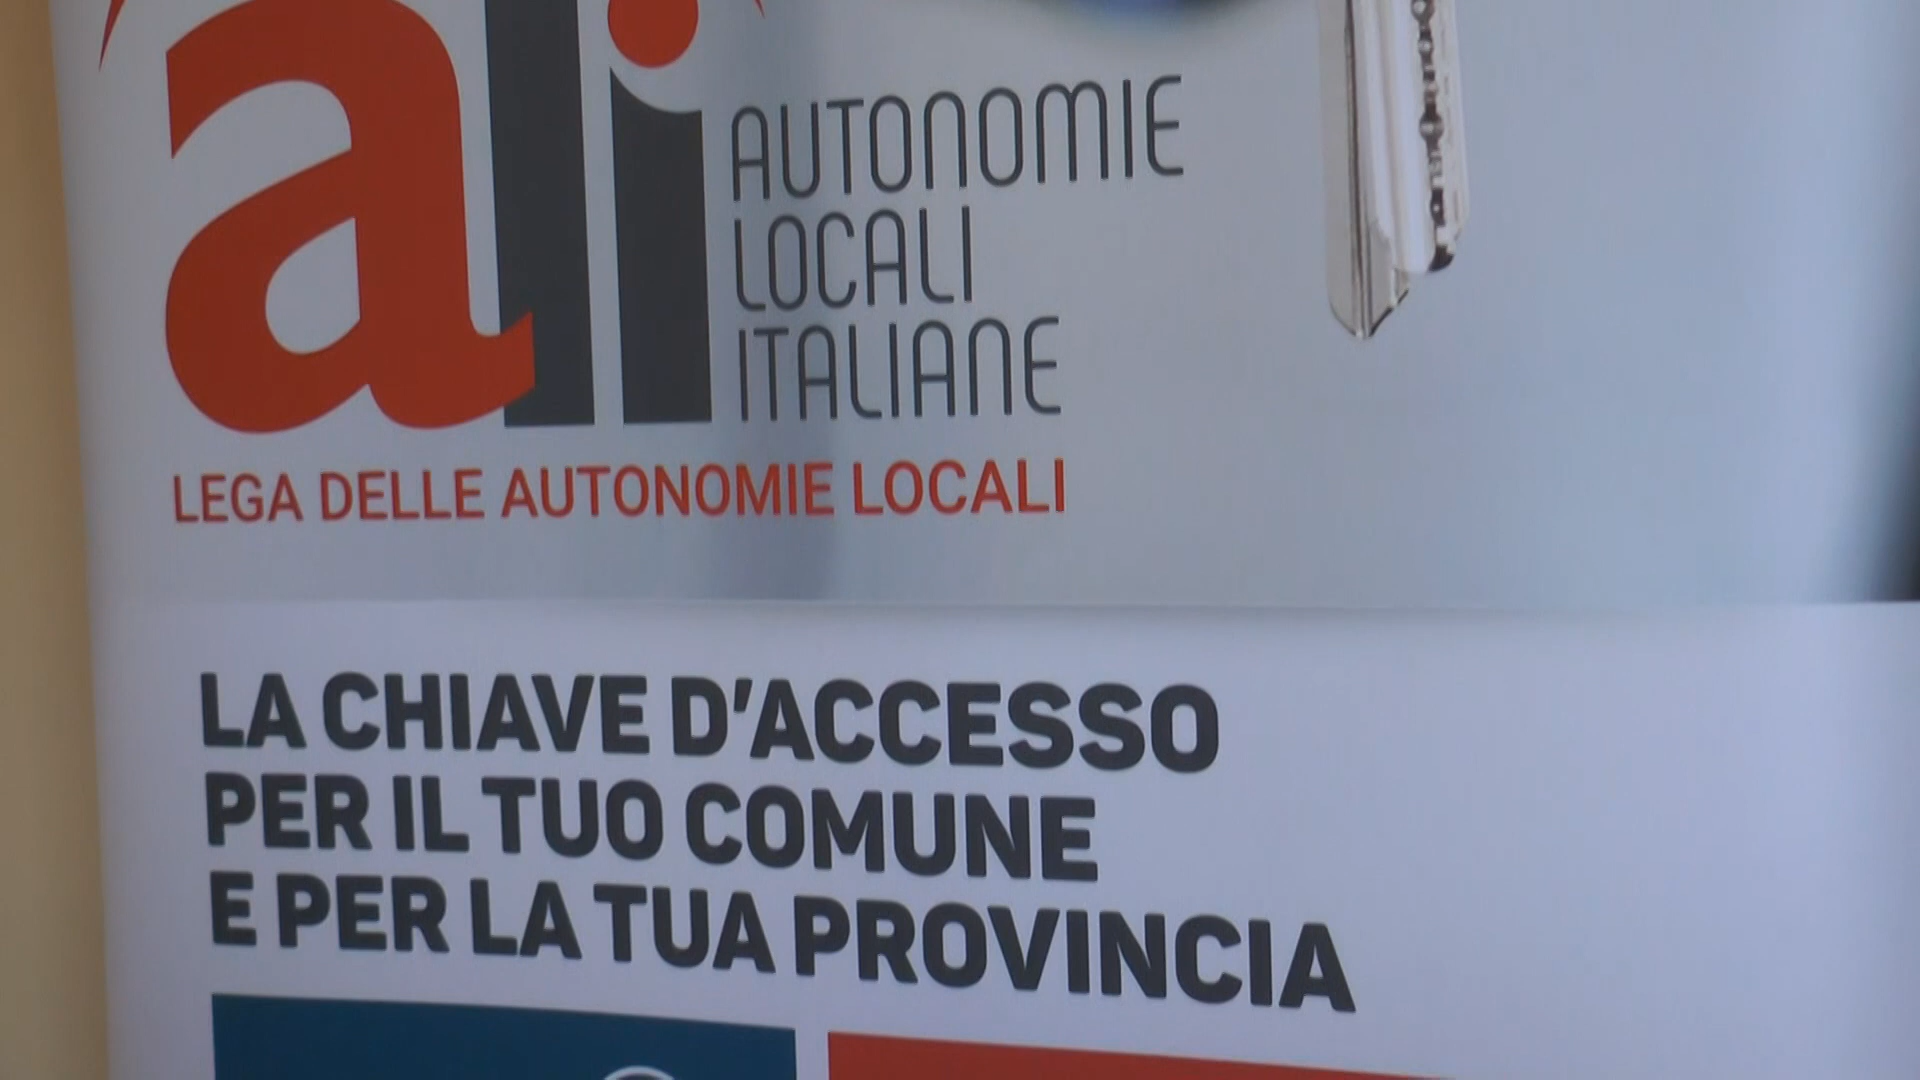 ali
AUTONOMIE
LOCALI
ITALIANE
LEGA DELLE AUTONOMIE LOCALI
LA CHIAVE D'ACCESSO
PER IL TUO COMUNE
E PER LA TUA PROVINCIA